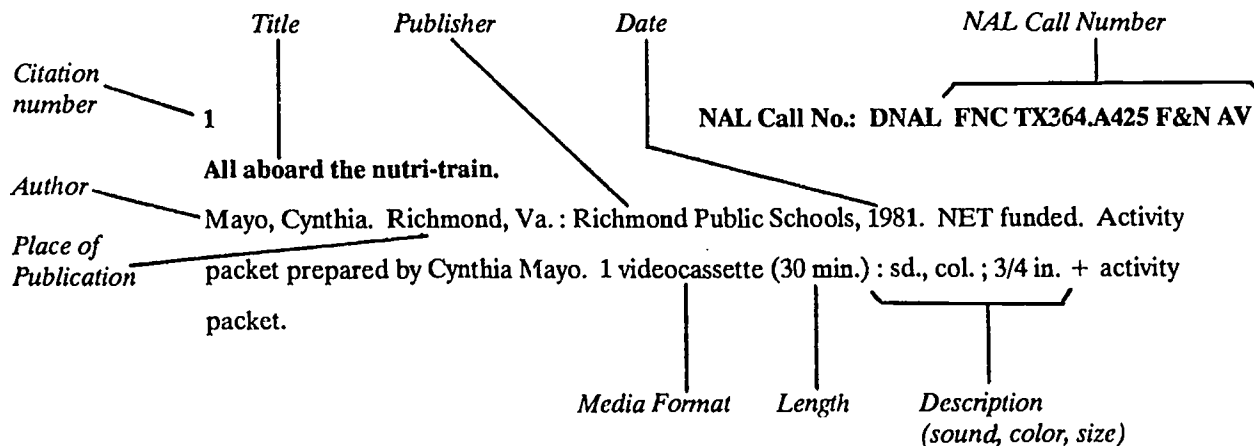 Title Publisher Date NAL Call Number
Citation
number
1 NAL Call No.: DNAL FNC TX364.A425 F&N AV
All aboard the nutri-train.
Author
Mayo, Cynthia. Richmond, Va. : Richmond Public Schools, 1981. NET funded. Activity
Place of
Publication
packet prepared by Cynthia Mayo. 1 videocassette (30 min.) : sd., col. ; 3/4 in. + activity
packet.
Media Format Length Description
(sound, color, size)